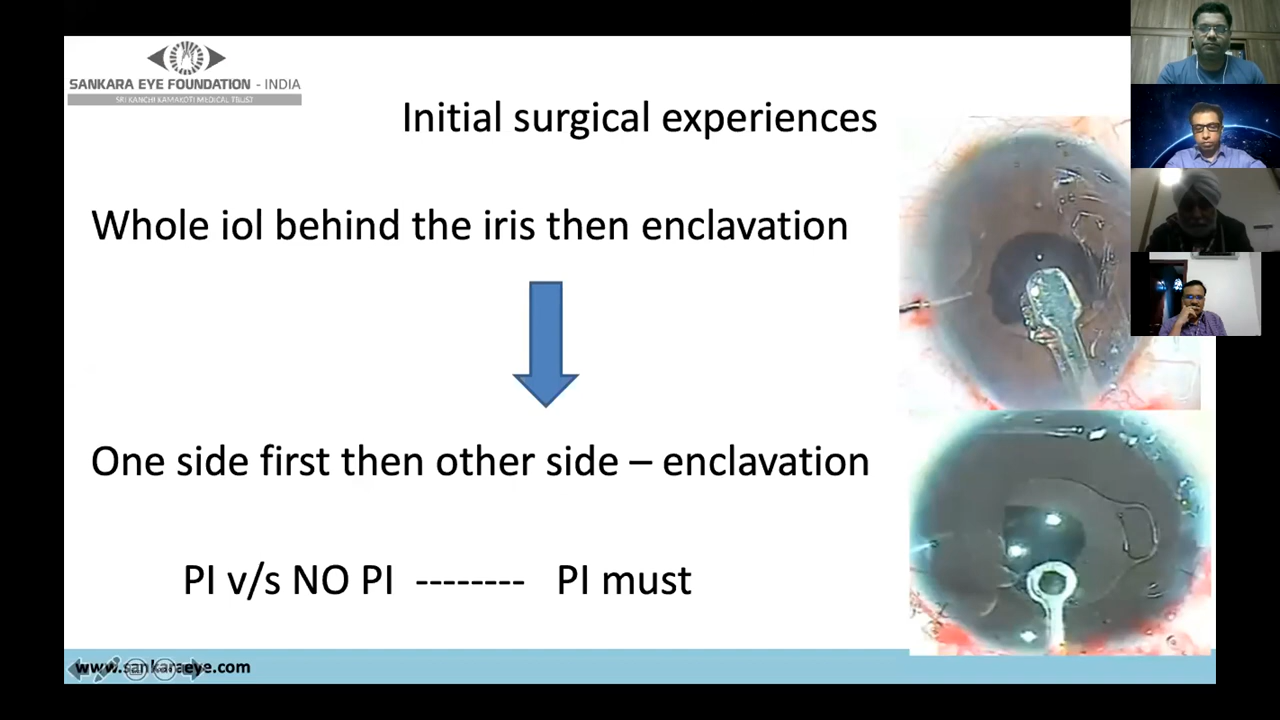 SANKARA EYE FOUNDATION - INDIA
SRI KANCHI KAMAKOTI MEDICAL TRUST
Initial surgical experiences
Whole iol behind the iris then enclavation
One side first then other side – enclavation
PI v/s NO PI -------- PI must
www.sankaraeye.com